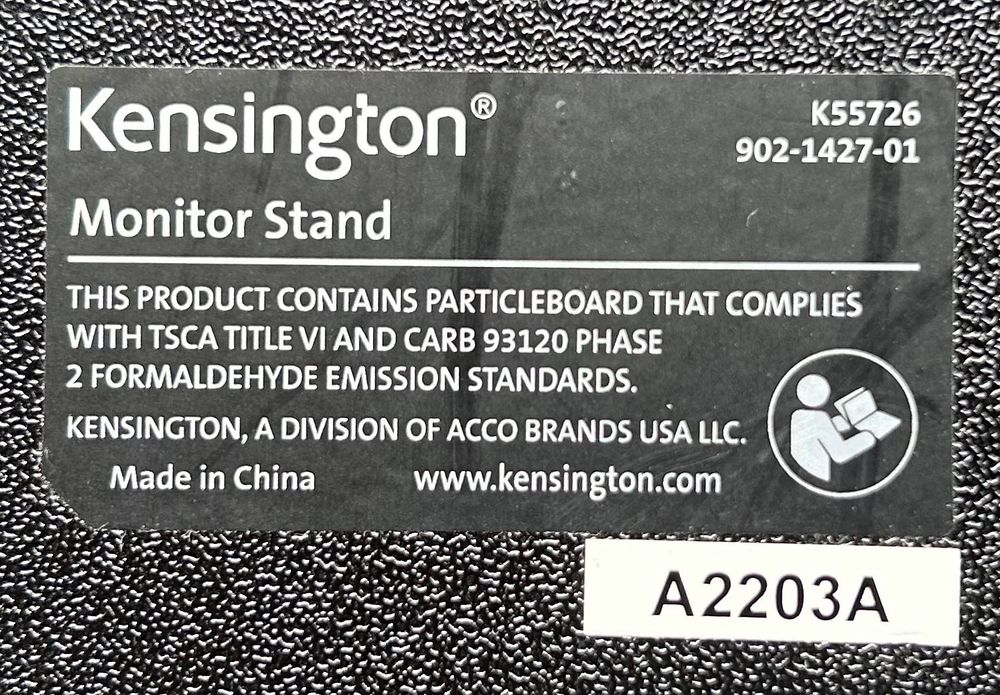 Kensington®
K55726
902-1427-01
Monitor Stand
THIS PRODUCT CONTAINS PARTICLEBOARD THAT COMPLIES
WITH TSCA TITLE VI AND CARB 93120 PHASE
2 FORMALDEHYDE EMISSION STANDARDS.
KENSINGTON, A DIVISION OF ACCO BRANDS USA LLC.
Made in China www.kensington.com
A2203A